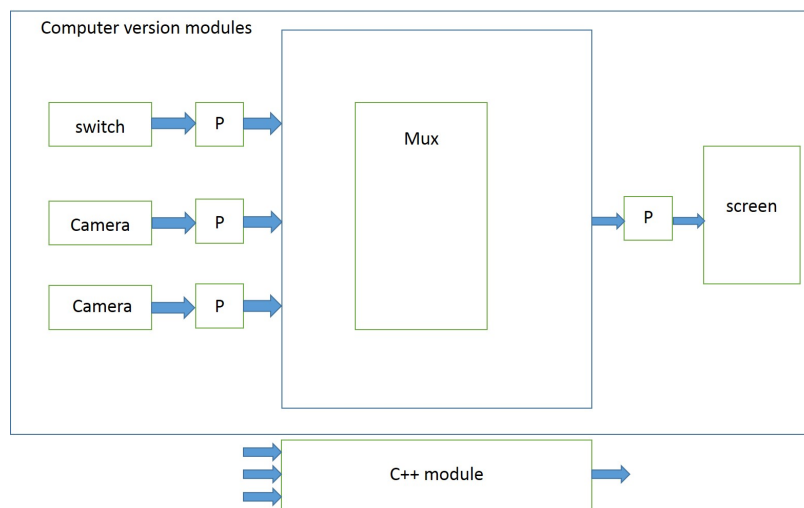 Computer version modules
switch
P
Mux
Camera
P
P
screen
Camera
P
C++ module